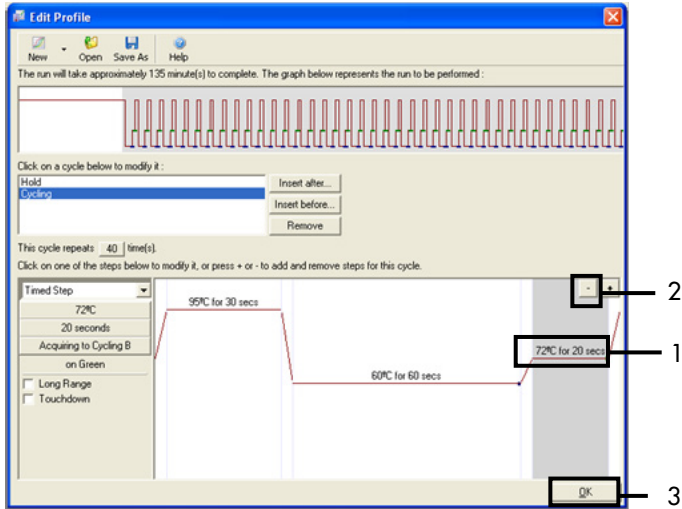 Edit Profile
New Open Save As Help
The run will take approximately 135 minute(s) to complete. The graph below represents the run to be performed :
Click on a cycle below to modify it :
Hold
Cycling
Insert after...
Insert before...
Remove
This cycle repeats 40 time(s).
Click on one of the steps below to modify it, or press + or - to add and remove steps for this cycle.
Timed Step
72ºC
20 seconds
Acquiring to Cycling B
on Green
Long Range
Touchdown
95ºC for 30 secs
60ºC for 60 secs
72ºC for 20 secs
- +
2
1
OK
3